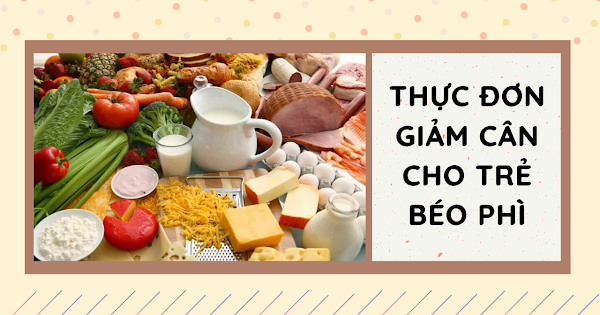 THỰC ĐƠN
GIẢM CÂN
CHO TRẺ
BÉO PHÌ